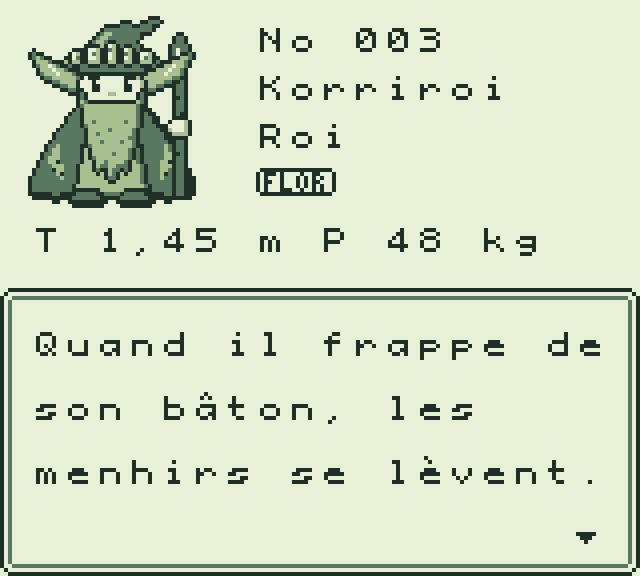 No 003
Korriroi
Roi
FLOR
T 1,45 m P 48 kg
Quand il frappe de
son bâton, les
menhirs se lèvent.